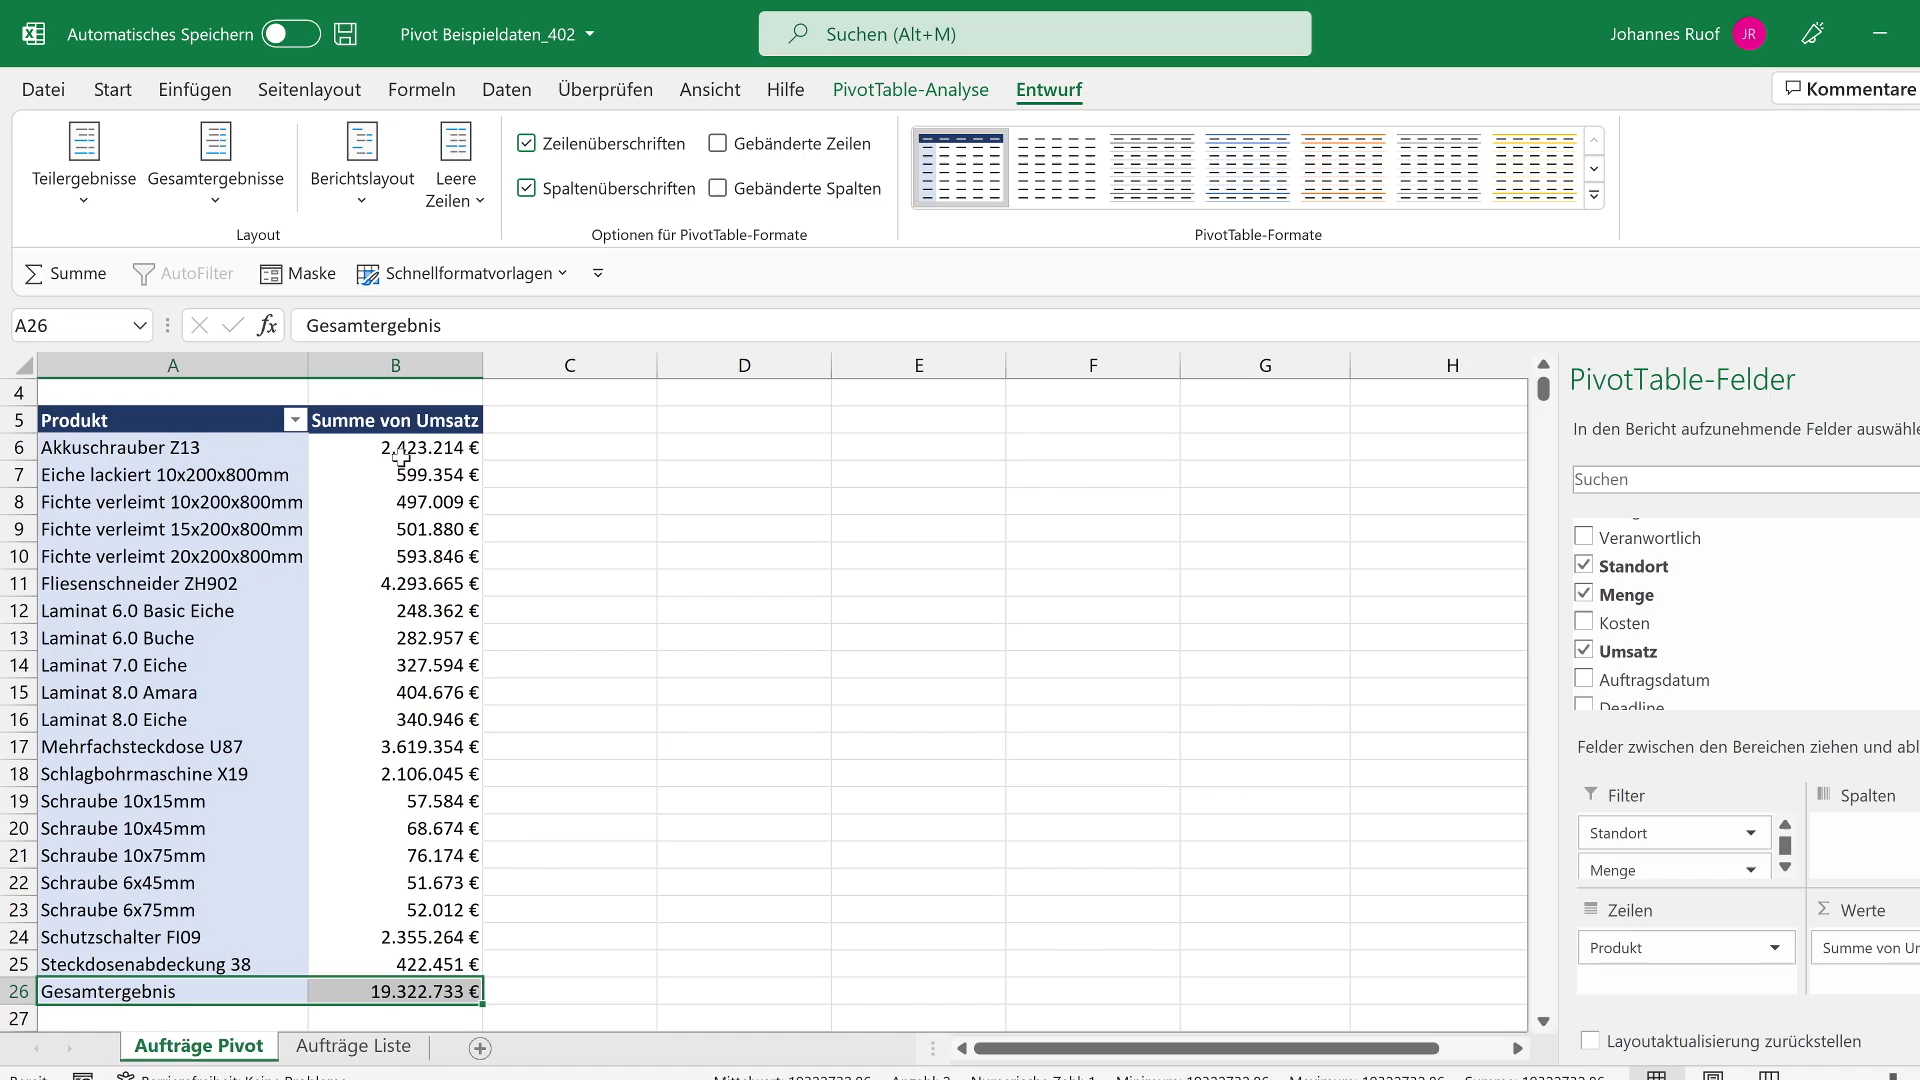 Automatisches Speichern
Pivot Beispieldaten_402
Suchen (Alt+M)
Johannes Ruof
JR
Datei Start Einfügen Seitenlayout Formeln Daten Überprüfen Ansicht Hilfe PivotTable-Analyse Entwurf
Kommentare
Teilergebnisse
Gesamtergebnisse
Berichtslayout
Leere Zeilen
Layout
Zeilenüberschriften
Gebänderte Zeilen
Spaltenüberschriften
Gebänderte Spalten
Optionen für PivotTable-Formate
PivotTable-Formate
Summe AutoFilter Maske Schnellformatvorlagen
A26
fx
Gesamtergebnis
A B C D E F G H
4
5 Produkt Summe von Umsatz
6 Akkuschrauber Z13 2.423.214 €
7 Eiche lackiert 10x200x800mm 599.354 €
8 Fichte verleimt 10x200x800mm 497.009 €
9 Fichte verleimt 15x200x800mm 501.880 €
10 Fichte verleimt 20x200x800mm 593.846 €
11 Fliesenschneider ZH902 4.293.665 €
12 Laminat 6.0 Basic Eiche 248.362 €
13 Laminat 6.0 Buche 282.957 €
14 Laminat 7.0 Eiche 327.594 €
15 Laminat 8.0 Amara 404.676 €
16 Laminat 8.0 Eiche 340.946 €
17 Mehrfachsteckdose U87 3.619.354 €
18 Schlagbohrmaschine X19 2.106.045 €
19 Schraube 10x15mm 57.584 €
20 Schraube 10x45mm 68.674 €
21 Schraube 10x75mm 76.174 €
22 Schraube 6x45mm 51.673 €
23 Schraube 6x75mm 52.012 €
24 Schutzschalter FI09 2.355.264 €
25 Steckdosenabdeckung 38 422.451 €
26 Gesamtergebnis 19.322.733 €
27
Aufträge Pivot
Aufträge Liste
PivotTable-Felder
In den Bericht aufzunehmende Felder auswähle
Suchen
Veranwortlich
Standort
Menge
Kosten
Umsatz
Auftragsdatum
Deadline
Felder zwischen den Bereichen ziehen und abl
Filter
Spalten
Standort
Menge
Zeilen
Werte
Produkt
Summe von Um
Layoutaktualisierung zurückstellen